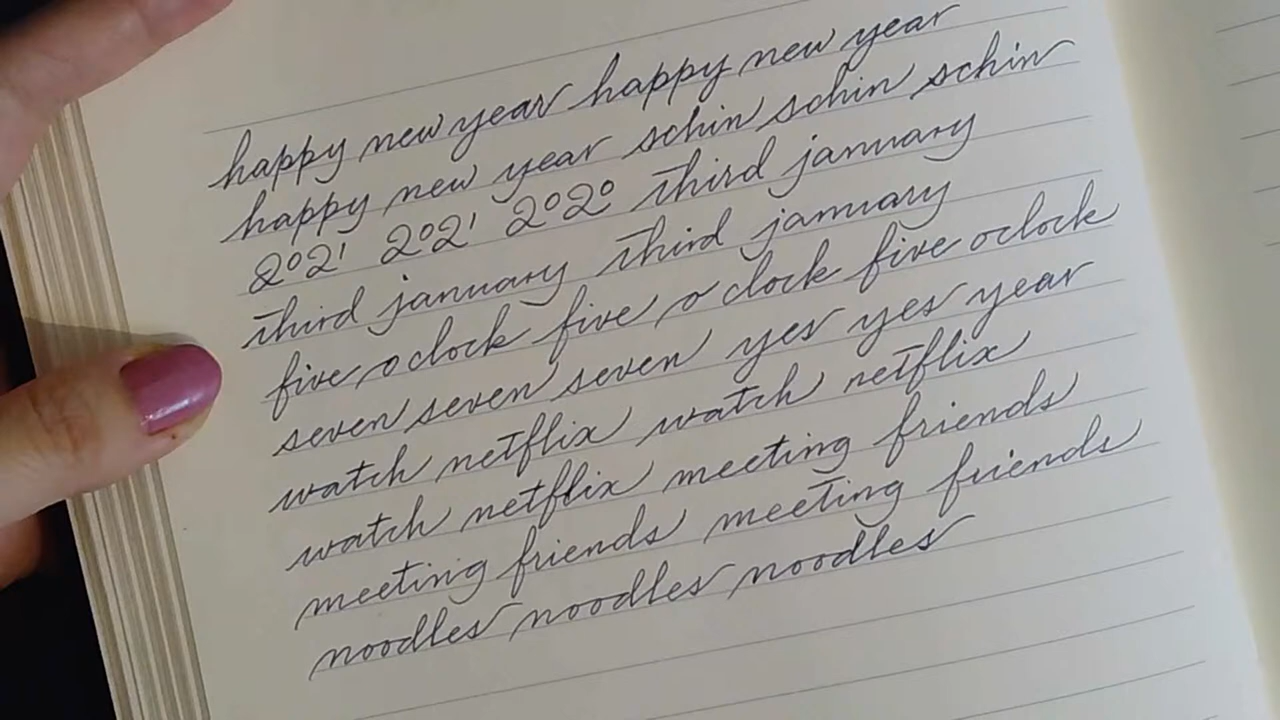 happy new year happy new year
happy new year schin schin schin
2021 2021 2020 third january
third january third january
five oclock five o clock five oclock
seven seven seven yes yes year
watch netflix watch netflix
watch netflix meeting friends
meeting friends meeting friends
noodles noodles noodles